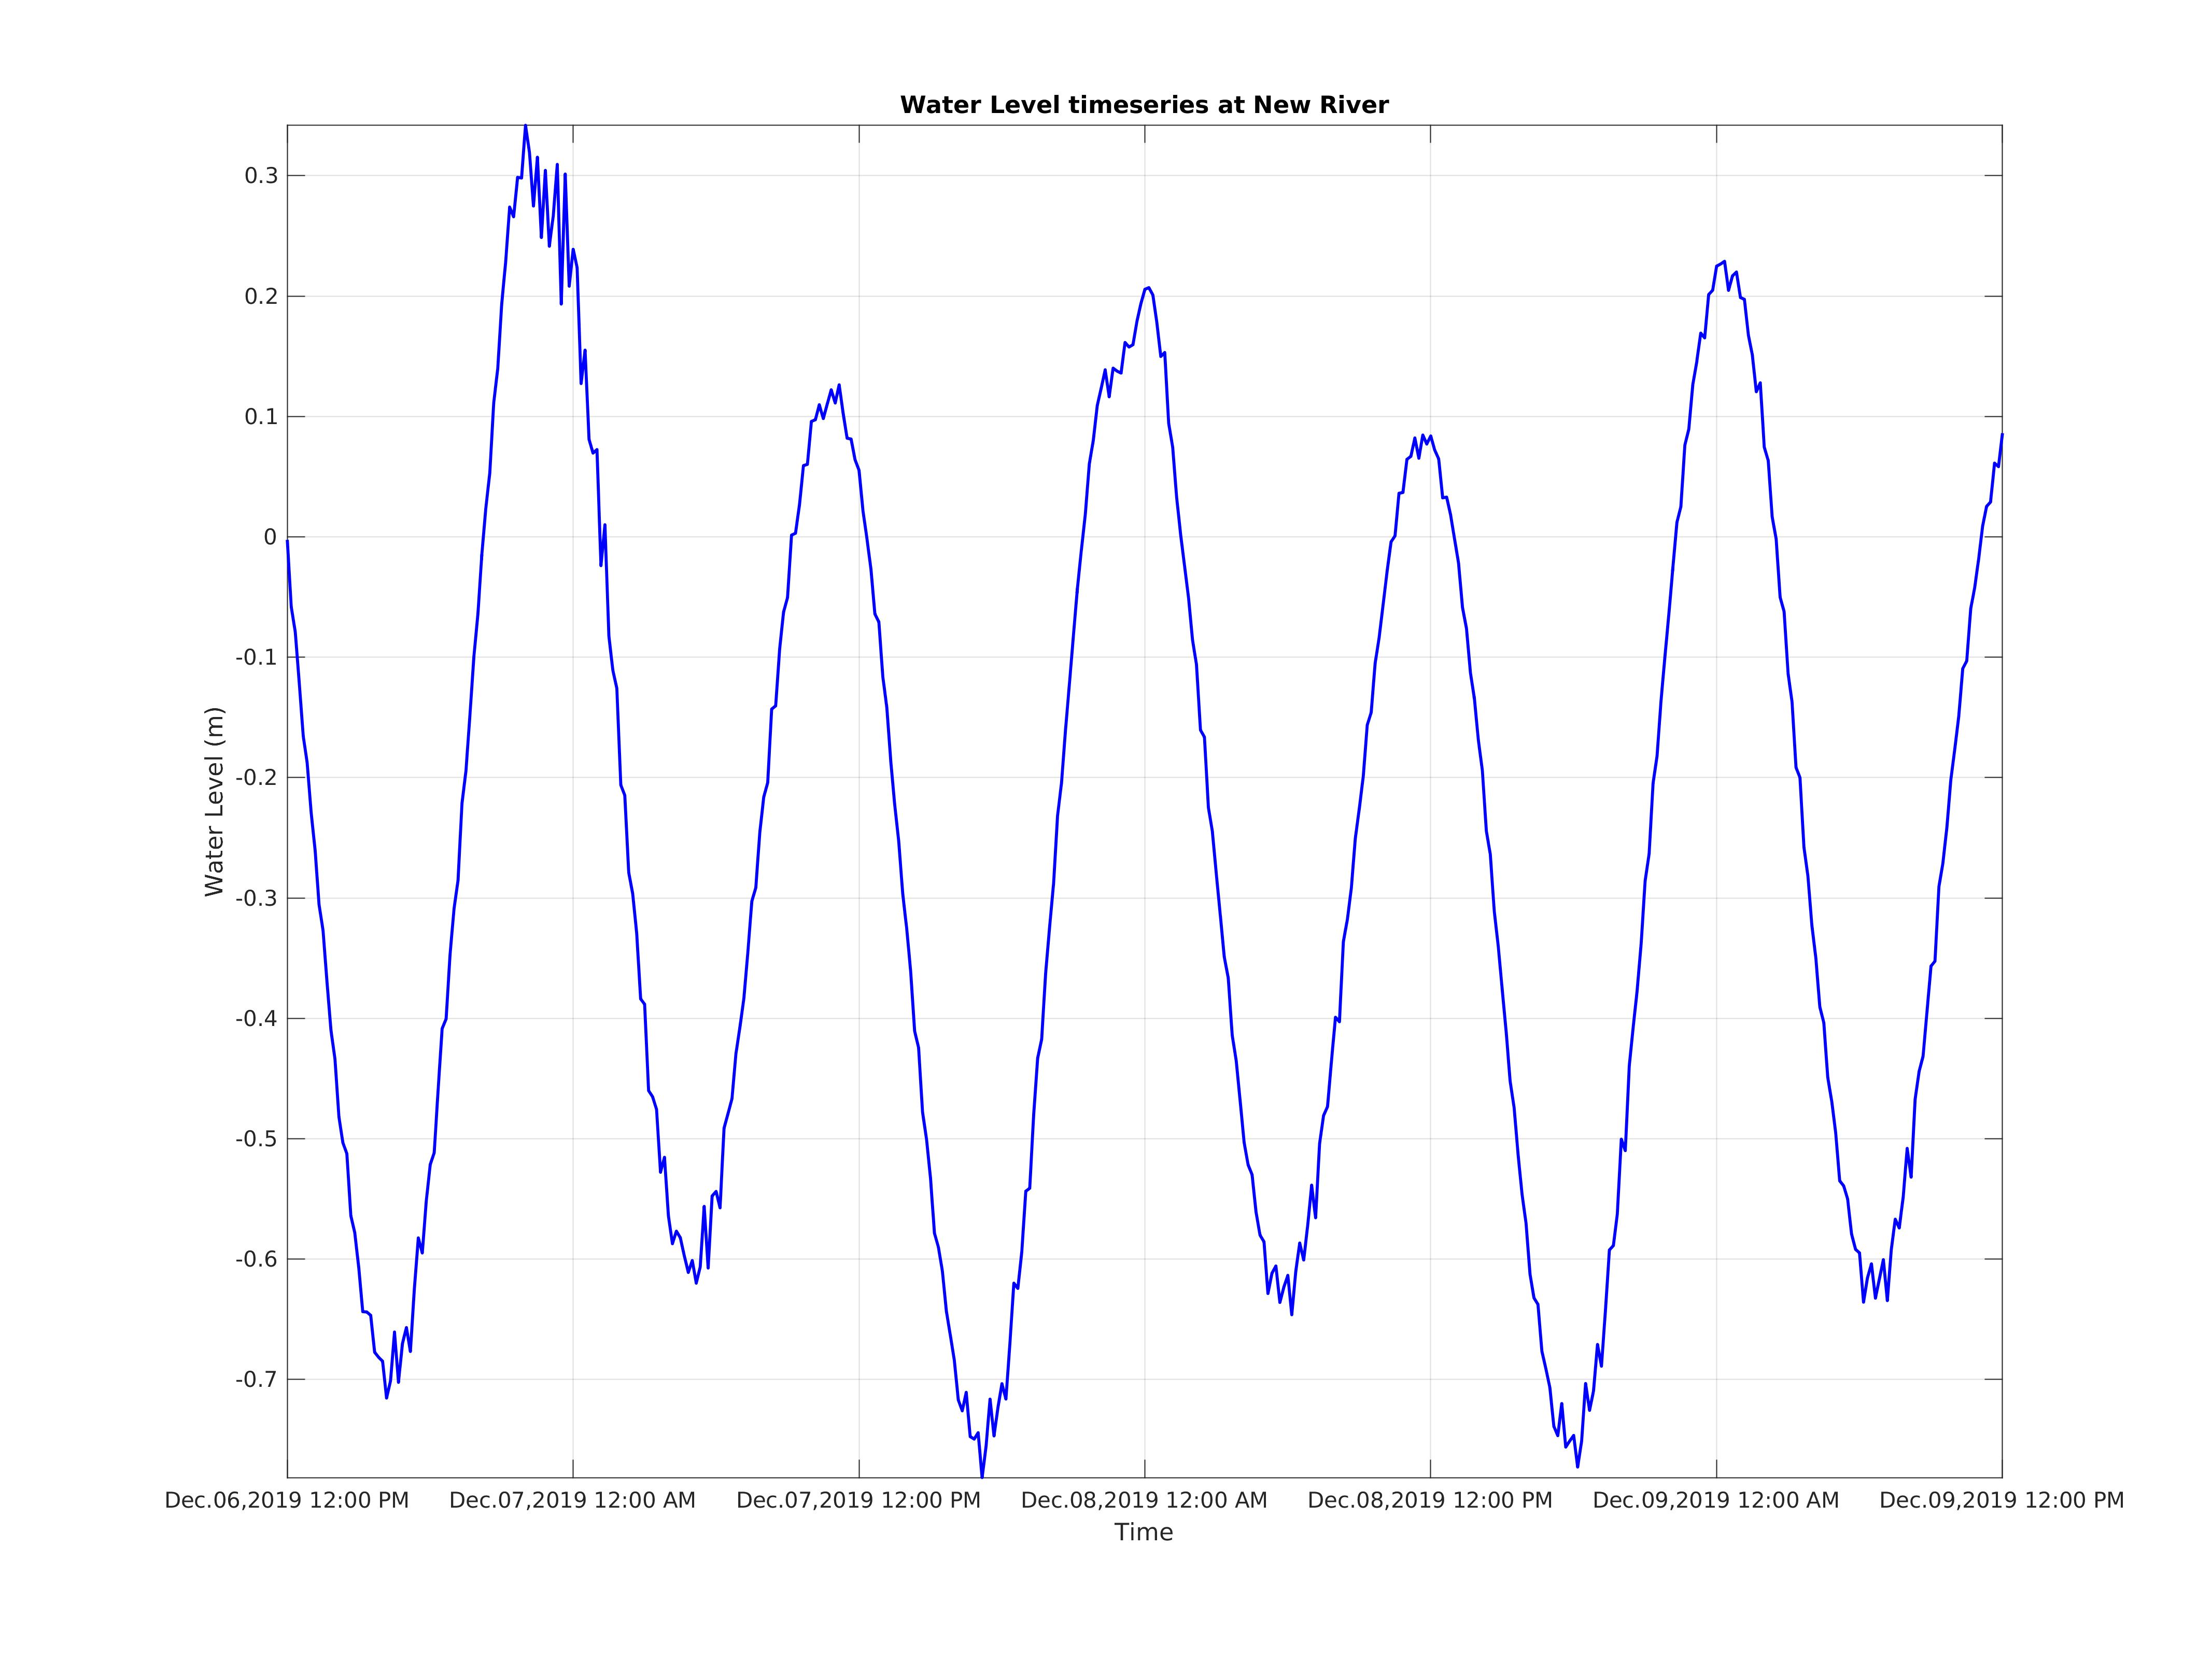 Water Level timeseries at New River
0.3
0.2
0.1
0
-0.1
-0.2
-0.3
-0.4
-0.5
-0.6
-0.7
Water Level (m)
Dec.06,2019 12:00 PM
Dec.07,2019 12:00 AM
Dec.07,2019 12:00 PM
Dec.08,2019 12:00 AM
Dec.08,2019 12:00 PM
Dec.09,2019 12:00 AM
Dec.09,2019 12:00 PM
Time